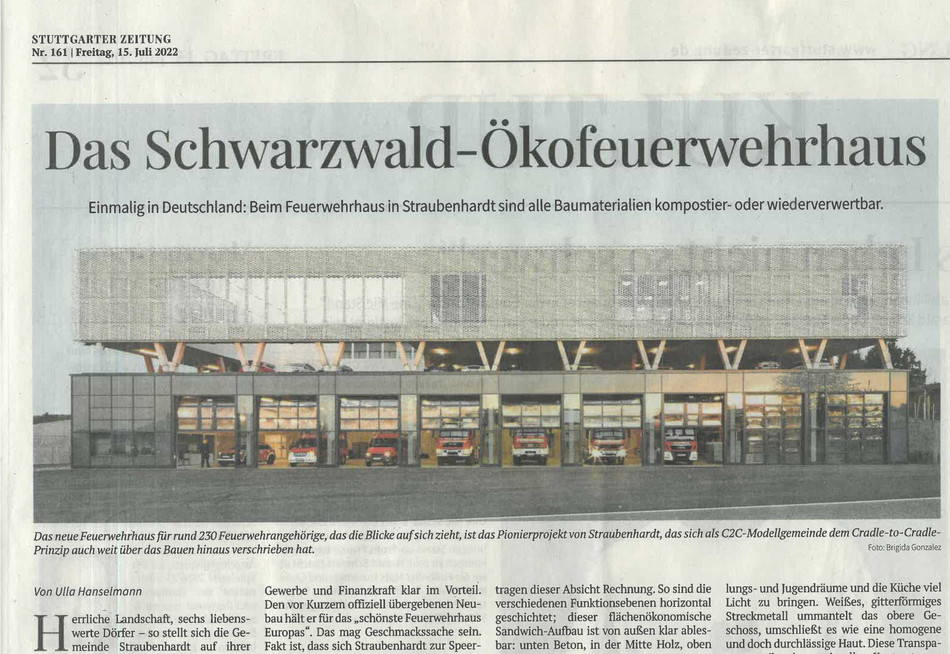 STUTTGARTER ZEITUNG
Nr. 161 | Freitag, 15. Juli 2022
Das Schwarzwald-Ökofeuerwehrhaus
Einmalig in Deutschland: Beim Feuerwehrhaus in Straubenhardt sind alle Baumaterialien kompostier- oder wiederverwertbar.
Das neue Feuerwehrhaus für rund 230 Feuerwehrangehörige, das die Blicke auf sich zieht, ist das Pionierprojekt von Straubenhardt, das sich als C2C-Modellgemeinde dem Cradle-to-Cradle-
Prinzip auch weit über das Bauen hinaus verschrieben hat.
Foto: Brigida Gonzalez
Von Ulla Hanselmann
Herrliche Landschaft, sechs liebens-
werte Dörfer – so stellt sich die Ge-
meinde Straubenhardt auf ihrer
Gewerbe und Finanzkraft klar im Vorteil.
Den vor Kurzem offiziell übergebenen Neu-
bau hält er für das „schönste Feuerwehrhaus
Europas“. Das mag Geschmackssache sein.
Fakt ist, dass sich Straubenhardt zur Speer-
tragen dieser Absicht Rechnung. So sind die
verschiedenen Funktionsebenen horizontal
geschichtet; dieser flächenökonomische
Sandwich-Aufbau ist von außen klar ables-
bar: unten Beton, in der Mitte Holz, oben
lungs- und Jugendräume und die Küche viel
Licht zu bringen. Weißes, gitterförmiges
Streckmetall ummantelt das obere Ge-
schoss, umschließt es wie eine homogene
und doch durchlässige Haut. Diese Transpa-